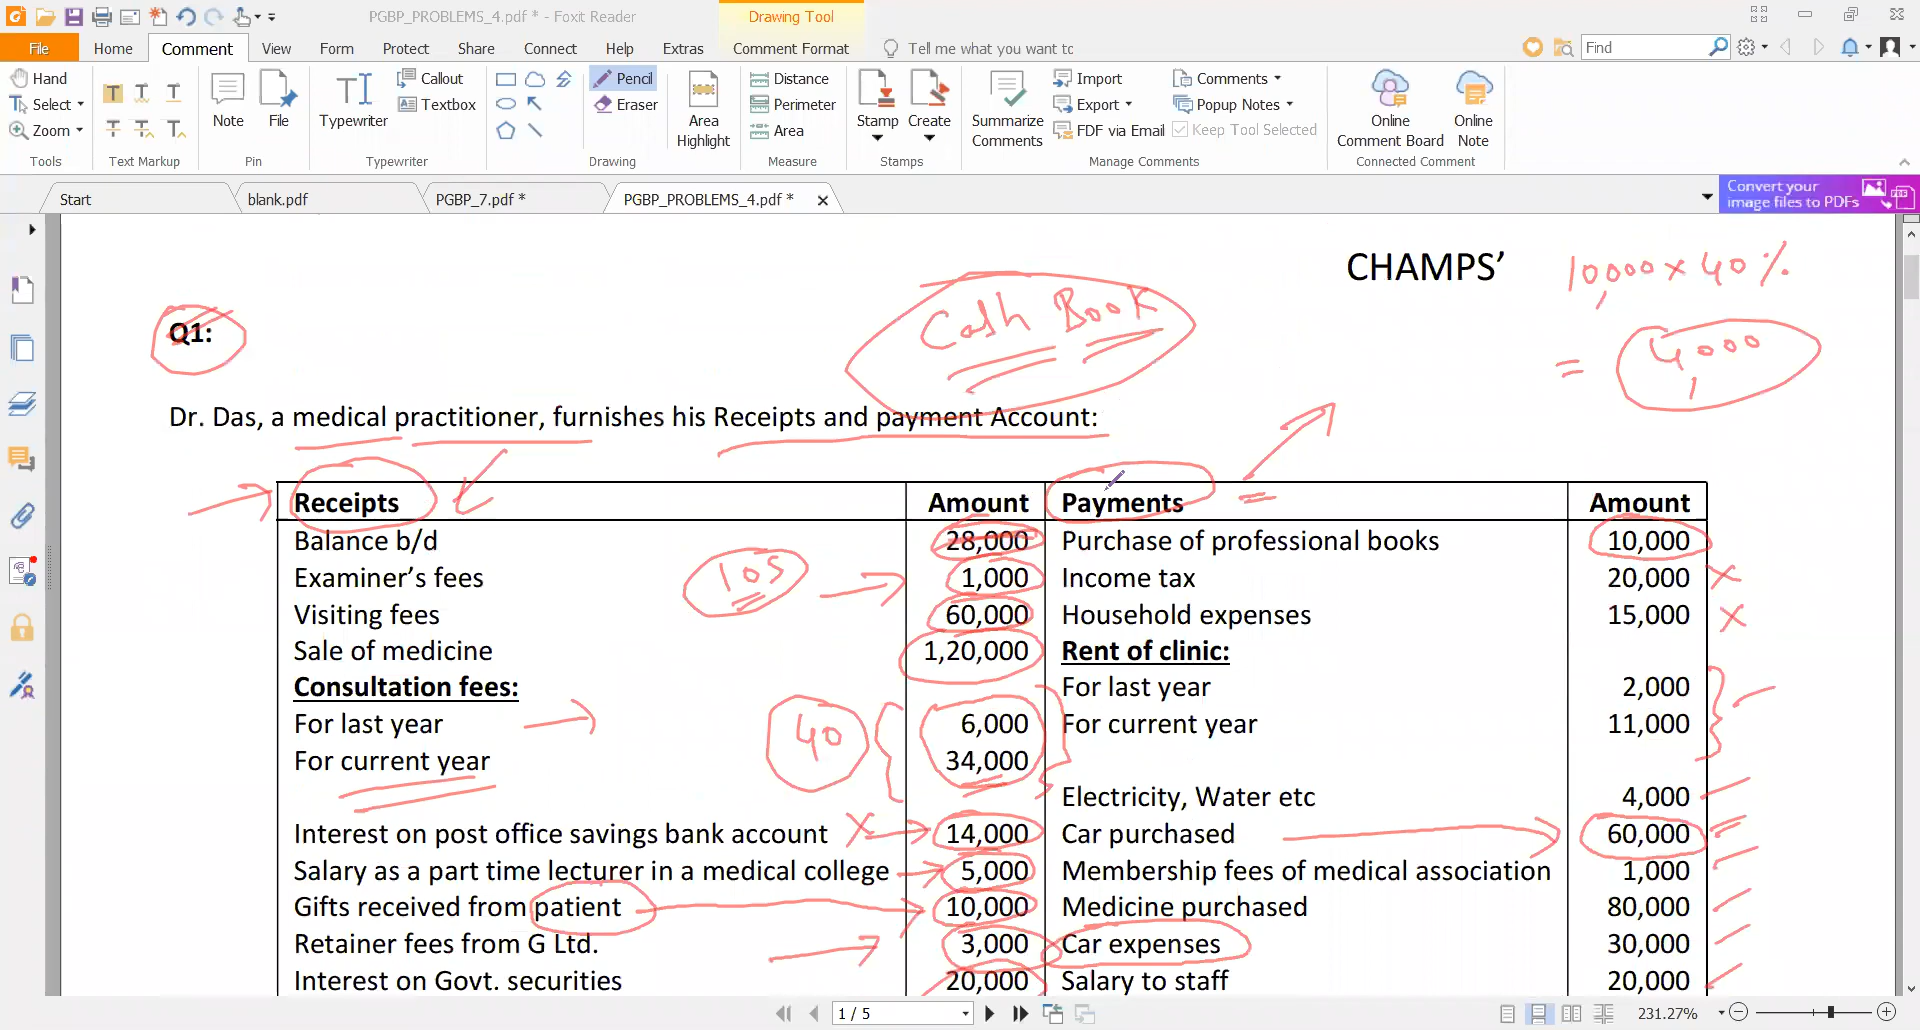 PGBP_PROBLEMS_4.pdf * - Foxit Reader
Drawing Tool
File Home Comment View Form Protect Share Connect Help Extras Comment Format Tell me what you want to Find
Hand
Select
Zoom
Tools
Text Markup
Note
File
Pin
Typewriter
Callout
Textbox
Typewriter
Pencil
Eraser
Drawing
Area
Highlight
Distance
Perimeter
Area
Measure
Stamp
Create
Stamps
Summarize
Comments
Import
Export
FDF via Email
Comments
Popup Notes
Keep Tool Selected
Manage Comments
Online
Comment Board
Online
Note
Connected Comment
Start blank.pdf PGBP_7.pdf * PGBP_PROBLEMS_4.pdf *
Convert your
image files to PDFs
CHAMPS’ 10,000 x 40 %
Cash Book
= 4,000
Q1:
Dr. Das, a medical practitioner, furnishes his Receipts and payment Account:
Receipts Amount Payments Amount
Balance b/d 28,000 Purchase of professional books 10,000
Examiner’s fees 105 1,000 Income tax 20,000 X
Visiting fees 60,000 Household expenses 15,000 X
Sale of medicine 1,20,000 Rent of clinic:
Consultation fees: For last year 2,000
For last year 40 6,000 For current year 11,000
For current year 34,000
Electricity, Water etc 4,000
Interest on post office savings bank account X 14,000 Car purchased 60,000
Salary as a part time lecturer in a medical college 5,000 Membership fees of medical association 1,000
Gifts received from patient 10,000 Medicine purchased 80,000
Retainer fees from G Ltd. 3,000 Car expenses 30,000
Interest on Govt. securities 20,000 Salary to staff 20,000
1 / 5 231.27%